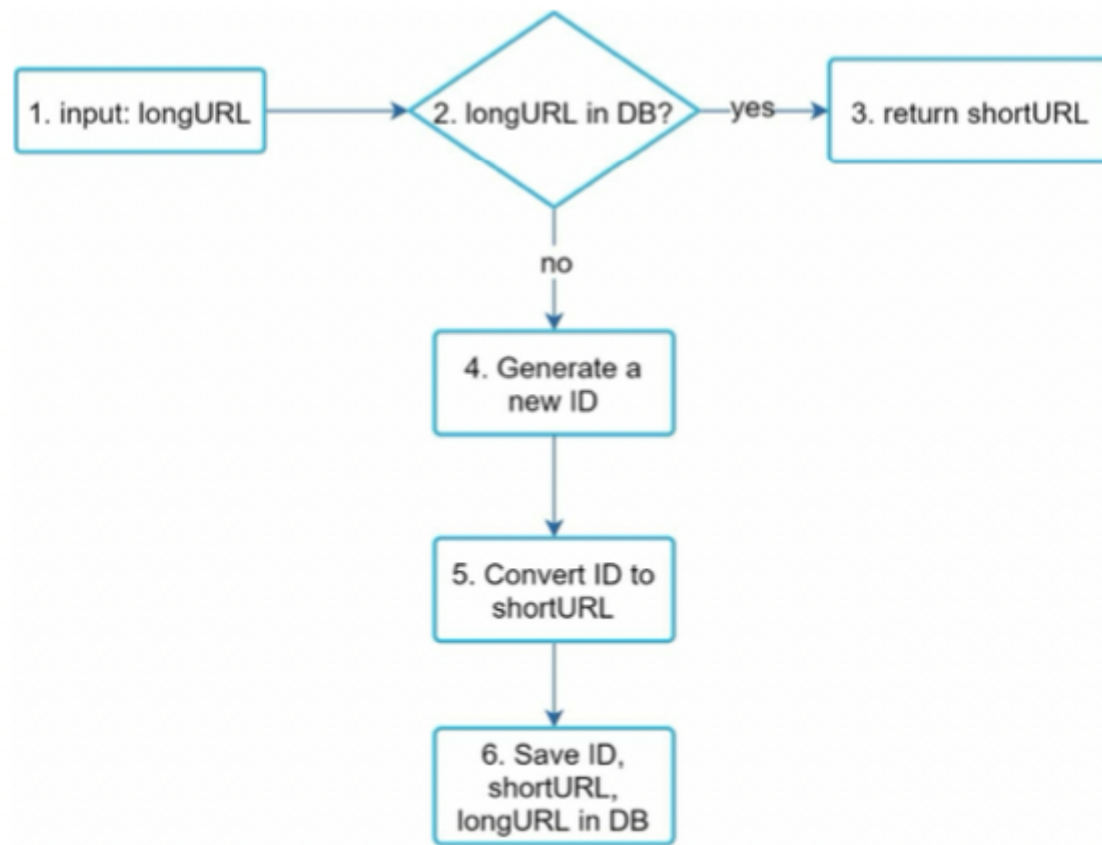 1. input: longURL
2. longURL in DB?
yes
3. return shortURL
no
4. Generate a
new ID
5. Convert ID to
shortURL
6. Save ID,
shortURL,
longURL in DB